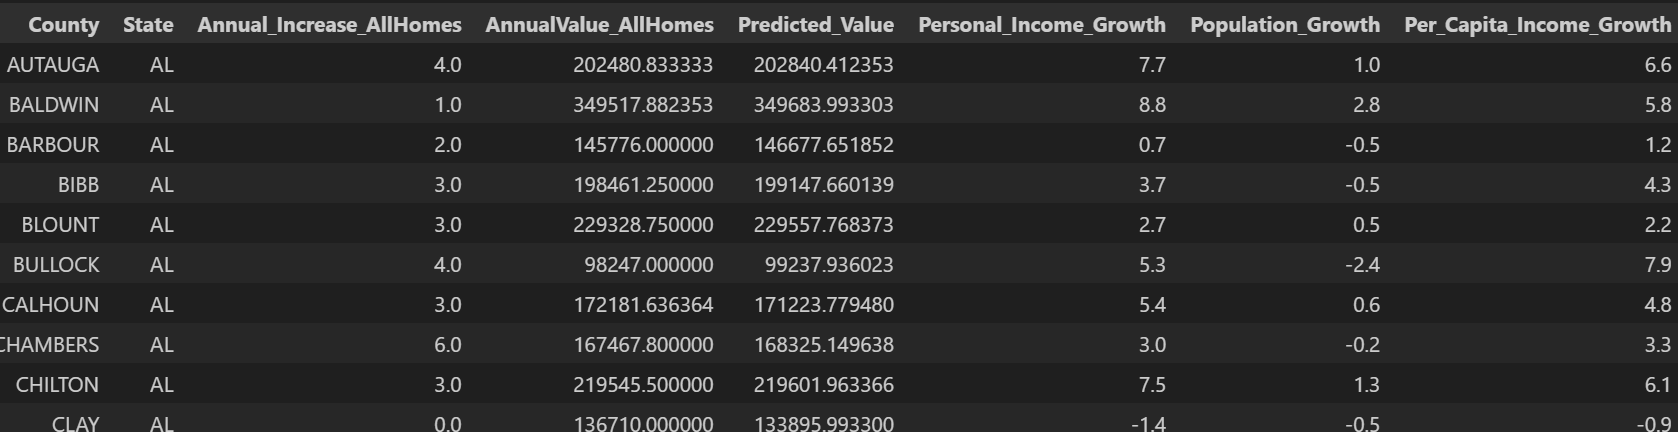 County State Annual_Increase_AllHomes AnnualValue_AllHomes Predicted_Value Personal_Income_Growth Population_Growth Per_Capita_Income_Growth
AUTAUGA AL 4.0 202480.833333 202840.412353 7.7 1.0 6.6
BALDWIN AL 1.0 349517.882353 349683.993303 8.8 2.8 5.8
BARBOUR AL 2.0 145776.000000 146677.651852 0.7 -0.5 1.2
BIBB AL 3.0 198461.250000 199147.660139 3.7 -0.5 4.3
BLOUNT AL 3.0 229328.750000 229557.768373 2.7 0.5 2.2
BULLOCK AL 4.0 98247.000000 99237.936023 5.3 -2.4 7.9
CALHOUN AL 3.0 172181.636364 171223.779480 5.4 0.6 4.8
CHAMBERS AL 6.0 167467.800000 168325.149638 3.0 -0.2 3.3
CHILTON AL 3.0 219545.500000 219601.963366 7.5 1.3 6.1
CLAY AL 0.0 136710.000000 133895.993300 -1.4 -0.5 -0.9